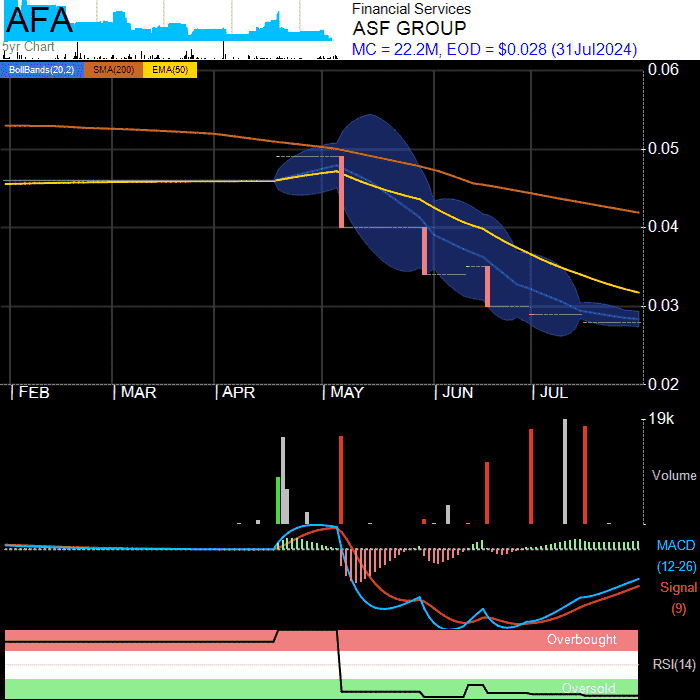 AFA
5yr Chart
Financial Services
ASF GROUP
MC = 22.2M, EOD = $0.028 (31Jul2024)
BollBands(20,2) SMA(200) EMA(50)
0.06
0.05
0.04
0.03
0.02
FEB MAR APR MAY JUN JUL
19k
Volume
MACD
(12-26)
Signal
(9)
Overbought
RSI(14)
Oversold